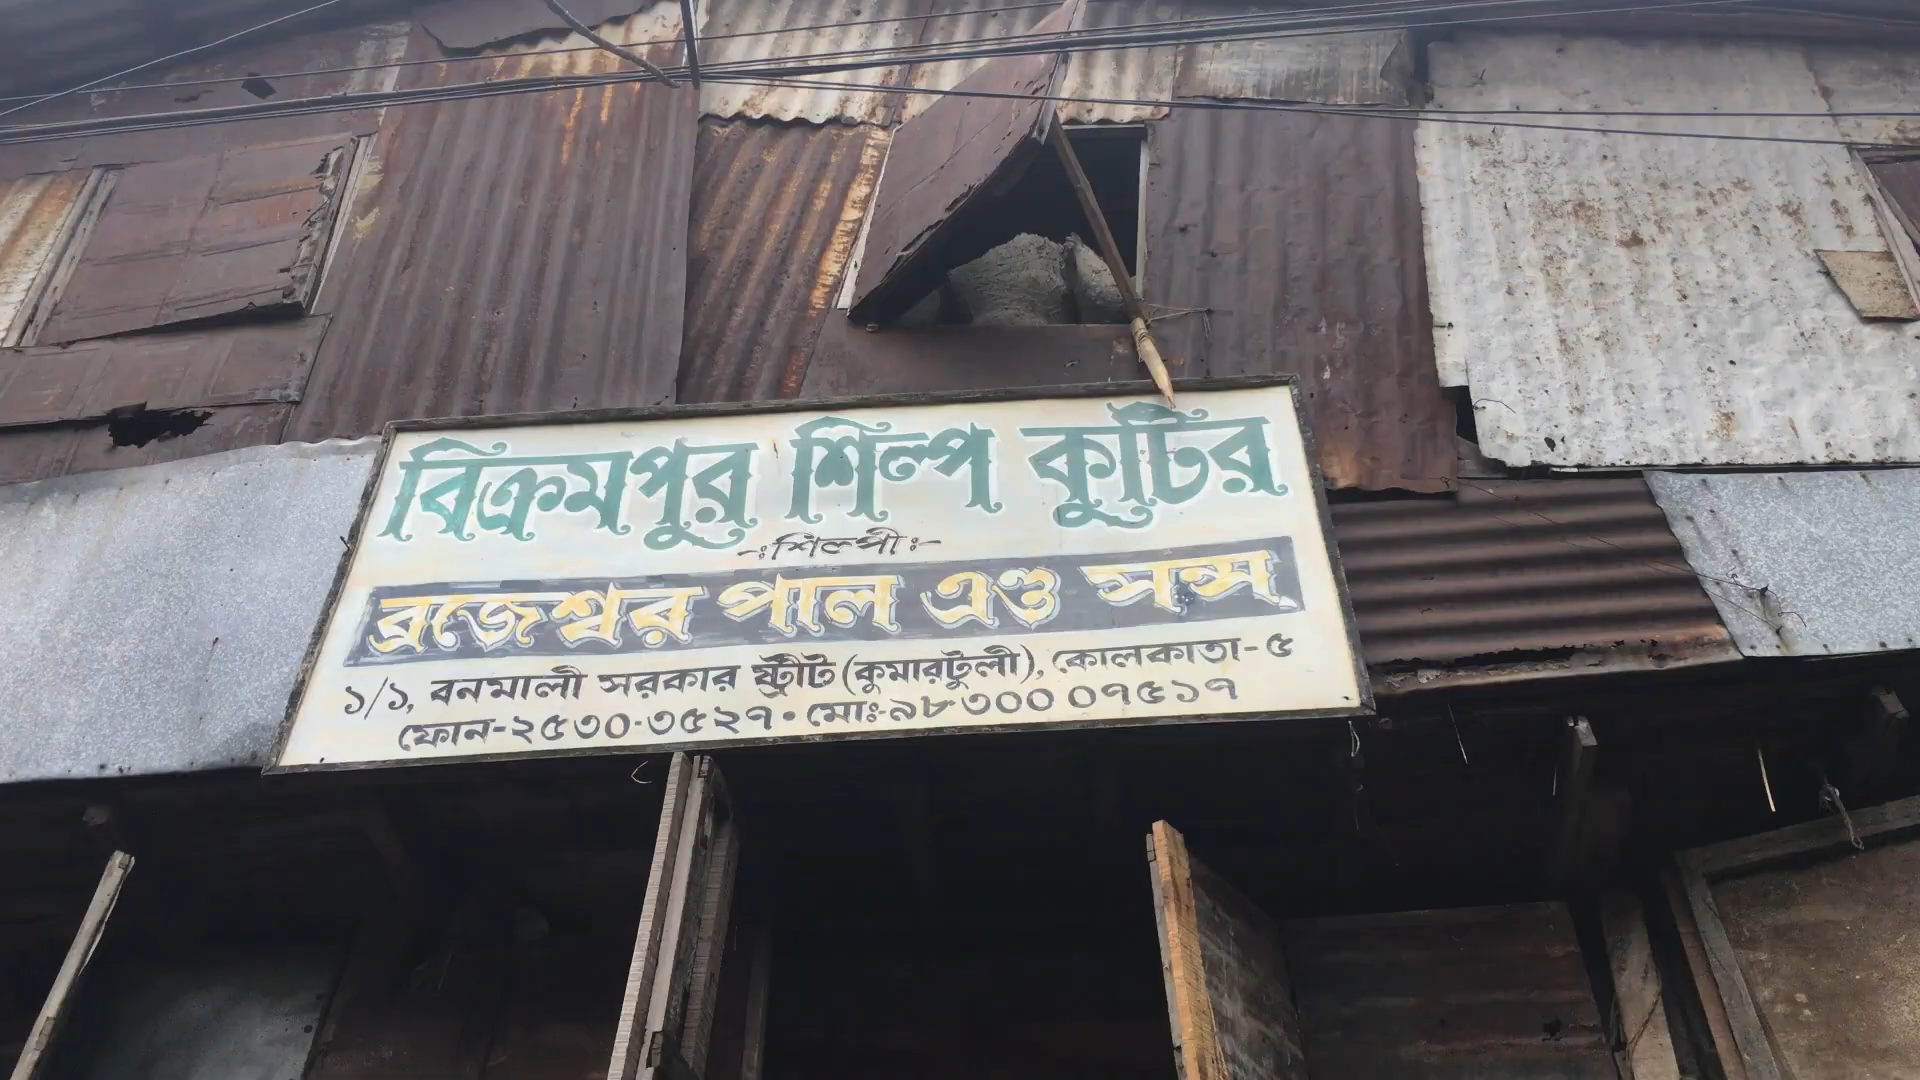 বিক্রমপুর শিল্প কুটির
-ঃশিল্পীঃ-
ব্রজেশ্বর পাল এণ্ড সন্স
১/১, বনমালী সরকার ষ্ট্রীট (কুমারটুলী), কোলকাতা-৫
ফোন-২৫৩০-৩৫২৭ • মোঃ-৯৮৩০০ ০৭৫১৭